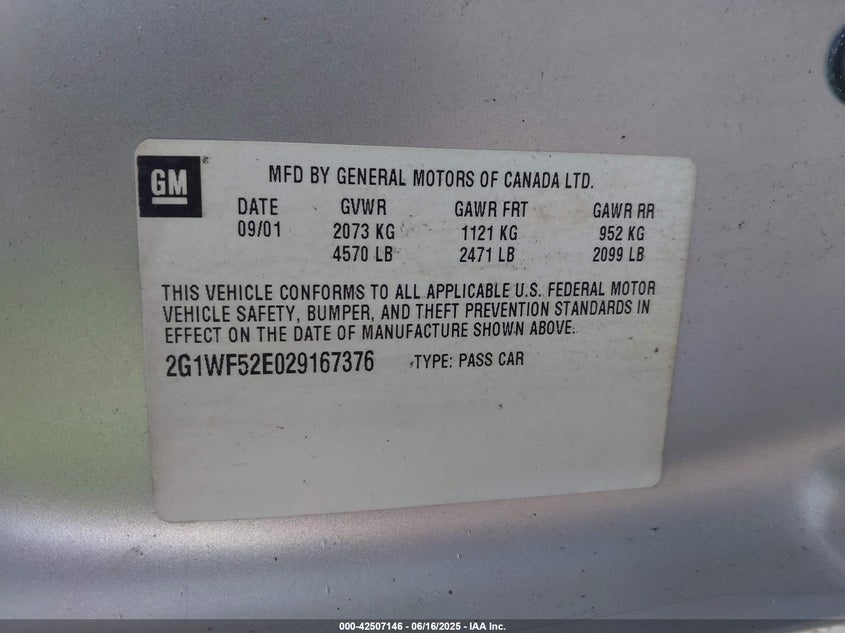 GM
MFD BY GENERAL MOTORS OF CANADA LTD.
DATE GVWR GAWR FRT GAWR RR
09/01 2073 KG 1121 KG 952 KG
4570 LB 2471 LB 2099 LB
THIS VEHICLE CONFORMS TO ALL APPLICABLE U.S. FEDERAL MOTOR
VEHICLE SAFETY, BUMPER, AND THEFT PREVENTION STANDARDS IN
EFFECT ON THE DATE OF MANUFACTURE SHOWN ABOVE.
2G1WF52E029167376 TYPE: PASS CAR
000-42507146 - 06/16/2025 - IAA Inc.